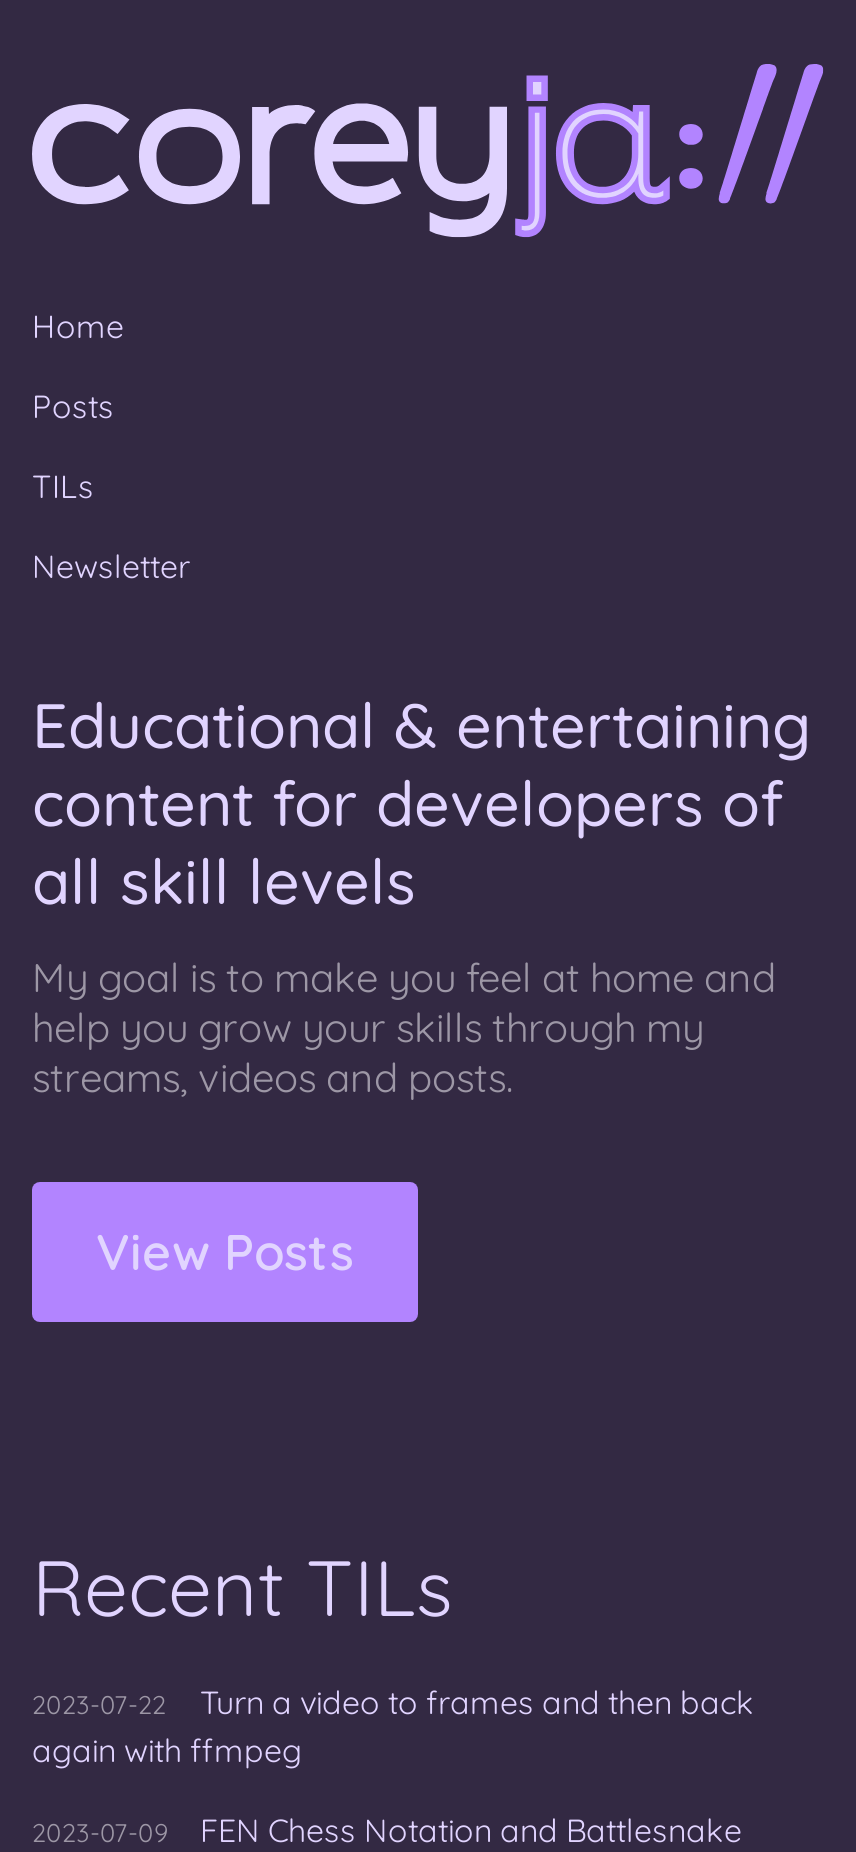 coreyja://
Home
Posts
TILs
Newsletter
Educational & entertaining
content for developers of
all skill levels
My goal is to make you feel at home and
help you grow your skills through my
streams, videos and posts.
View Posts
Recent TILs
2023-07-22 Turn a video to frames and then back
again with ffmpeg
2023-07-09 FEN Chess Notation and Battlesnake